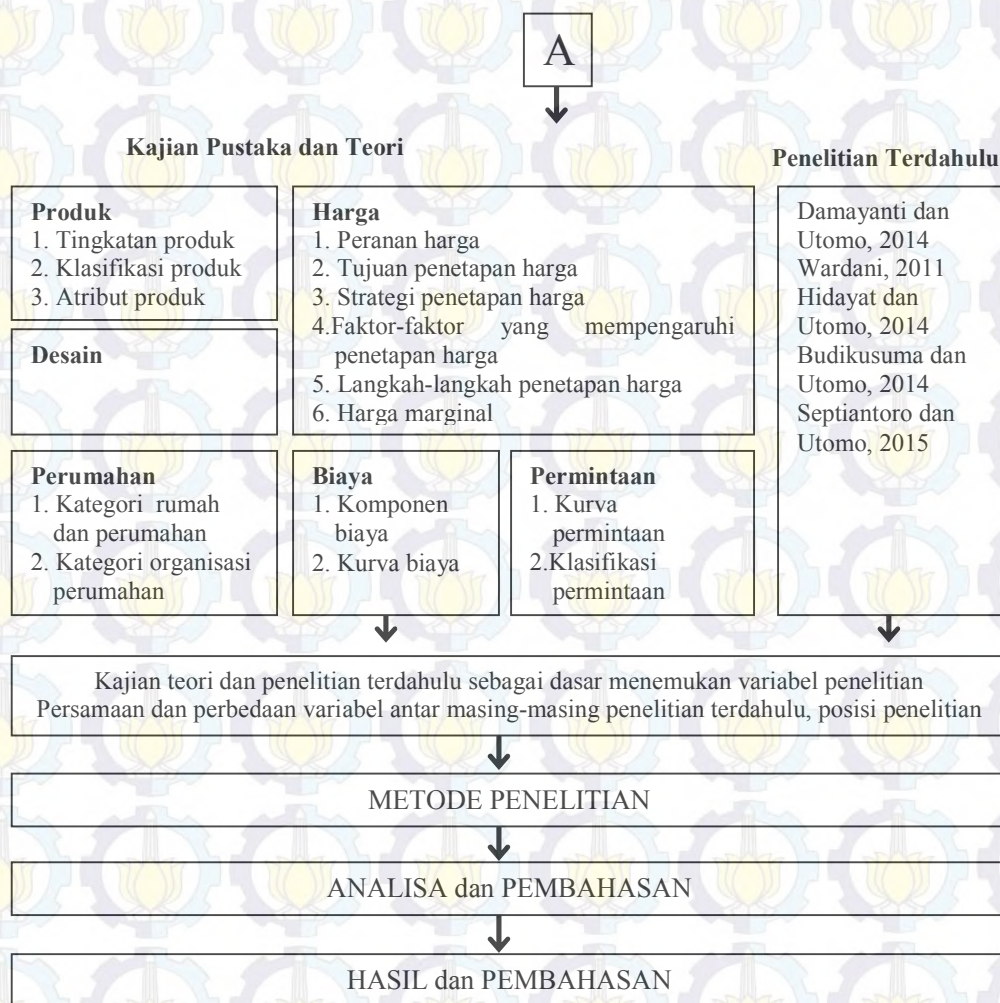 A
Kajian Pustaka dan Teori
Penelitian Terdahulu
Produk
1. Tingkatan produk
2. Klasifikasi produk
3. Atribut produk
Desain
Harga
1. Peranan harga
2. Tujuan penetapan harga
3. Strategi penetapan harga
4.Faktor-faktor yang mempengaruhi
penetapan harga
5. Langkah-langkah penetapan harga
6. Harga marginal
Damayanti dan
Utomo, 2014
Wardani, 2011
Hidayat dan
Utomo, 2014
Budikusuma dan
Utomo, 2014
Septiantoro dan
Utomo, 2015
Perumahan
1. Kategori rumah
dan perumahan
2. Kategori organisasi
perumahan
Biaya
1. Komponen
biaya
2. Kurva biaya
Permintaan
1. Kurva
permintaan
2.Klasifikasi
permintaan
Kajian teori dan penelitian terdahulu sebagai dasar menemukan variabel penelitian
Persamaan dan perbedaan variabel antar masing-masing penelitian terdahulu, posisi penelitian
METODE PENELITIAN
ANALISA dan PEMBAHASAN
HASIL dan PEMBAHASAN